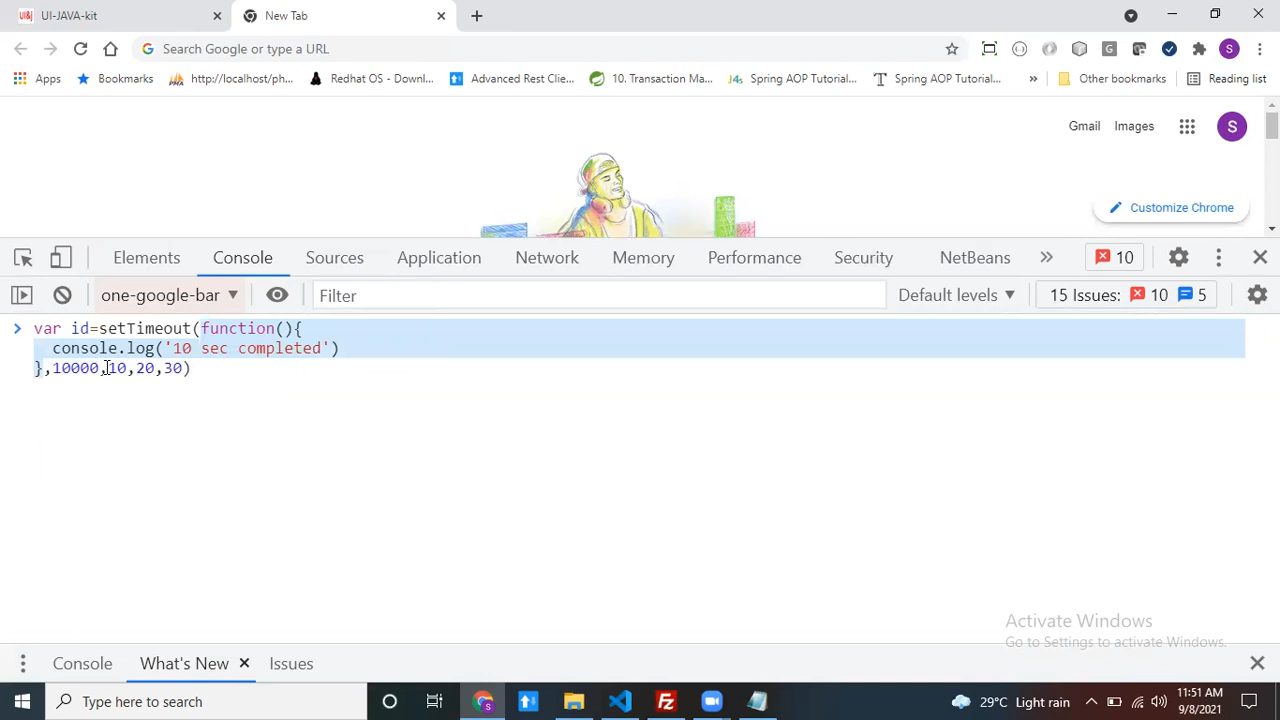 UI&J UI-JAVA-kit
New Tab
Search Google or type a URL
S
Apps Bookmarks http://localhost/ph... Redhat OS - Downl... Advanced Rest Clie... 10. Transaction Ma... J4s Spring AOP Tutorial... T Spring AOP Tutorial... » Other bookmarks Reading list
Gmail Images S
Customize Chrome
Elements Console Sources Application Network Memory Performance Security NetBeans » 10
one-google-bar Filter Default levels 15 Issues: 10 5
var id=setTimeout(function(){
console.log('10 sec completed')
},10000,10,20,30)
Activate Windows
Go to Settings to activate Windows.
Console What's New Issues
Type here to search
29°C Light rain
11:51 AM
9/8/2021